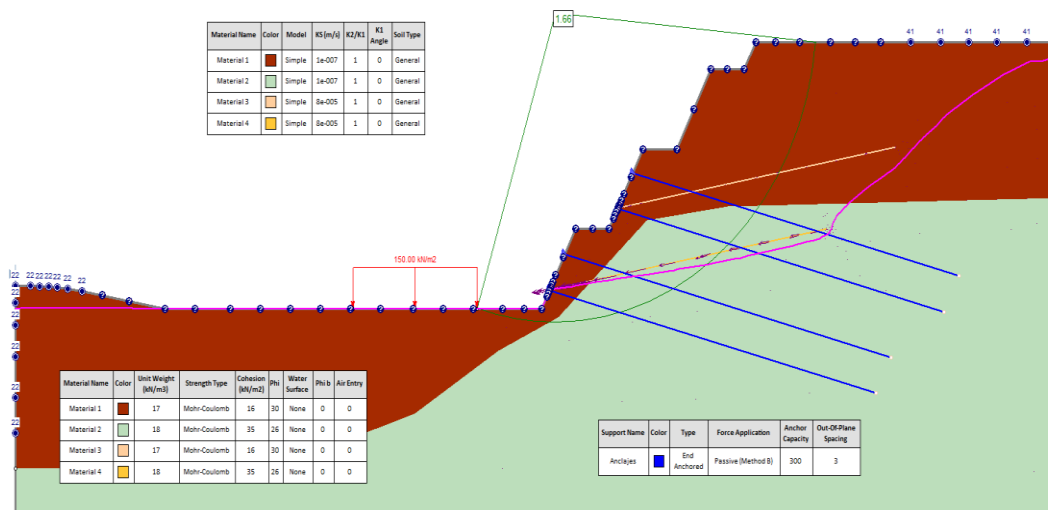 1.66
Material Name Color Model KS (m/s) K2/K1 K1 Angle Soil Type
Material 1 Simple 1e-007 1 0 General
Material 2 Simple 1e-007 1 0 General
Material 3 Simple 8e-005 1 0 General
Material 4 Simple 8e-005 1 0 General
41 41 41 41 41
150.00 kN/m2
22 22 22 22 22 22 22
22
22
22
22
22
Material Name Color Unit Weight (kN/m3) Strength Type Cohesion (kN/m2) Phi Water Surface Phi b Air Entry
Material 1 17 Mohr-Coulomb 16 30 None 0 0
Material 2 18 Mohr-Coulomb 35 26 None 0 0
Material 3 17 Mohr-Coulomb 16 30 None 0 0
Material 4 18 Mohr-Coulomb 35 26 None 0 0
Support Name Color Type Force Application Anchor Capacity Out-Of-Plane Spacing
Anclajes End Anchored Passive (Method B) 300 3